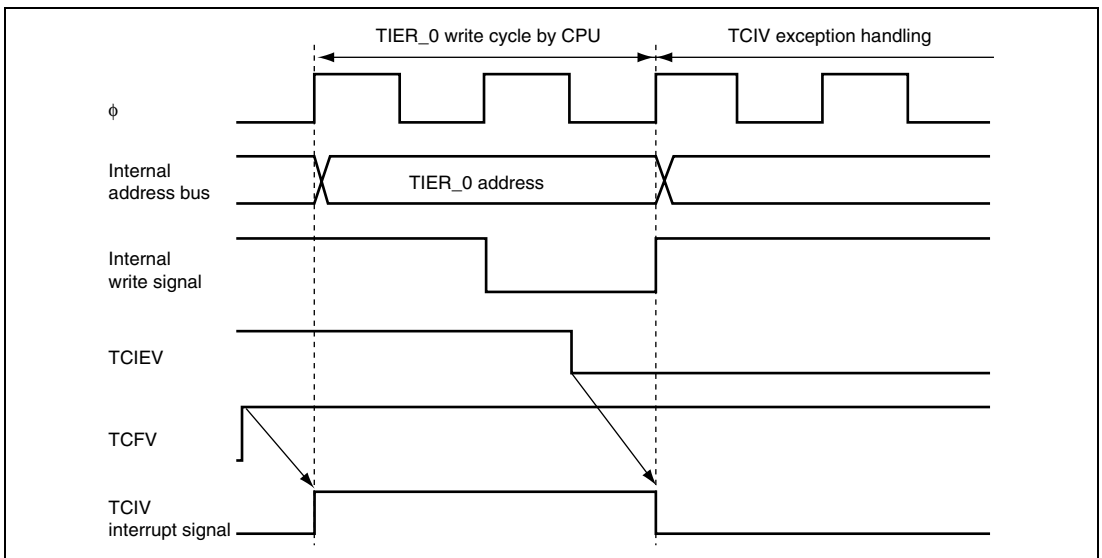 TIER_0 write cycle by CPU
TCIV exception handling
φ
Internal
address bus
TIER_0 address
Internal
write signal
TCIEV
TCFV
TCIV
interrupt signal